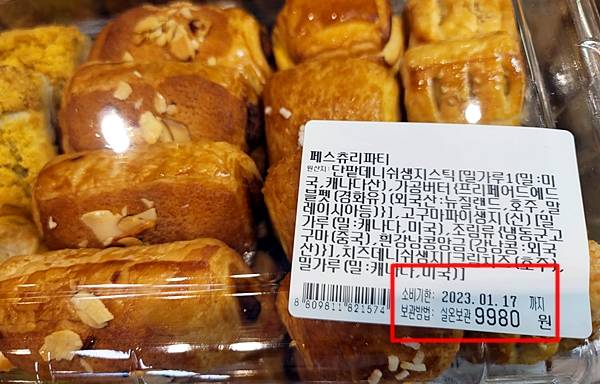 페스츄리파티
원산지: 단팥데니쉬생지스틱[밀가루1(밀:미
국,캐나다산),가공버터{프리페어드에드
블펫(경화유)(외국산:뉴질랜드,호주,말
레이시아등)}],고구마파이생지(신)[밀
가루(밀:캐나다,미국),조림류{냉동구고
구마(중국),흰강낭콩앙금(강낭콩:외국
산)}],치즈데니쉬생지[크림치즈(호주),
밀가루(밀:캐나다,미국)]
소비기한: 2023.01.17 까지
보관방법: 실온보관 9980 원
8 809811 821574